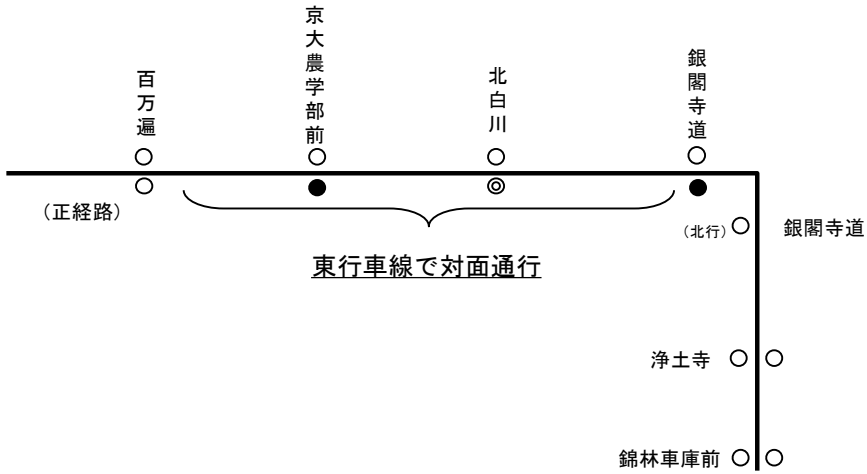 百万遍
京大農学部前
北白川
銀閣寺道
(正経路)
(北行)
銀閣寺道
東行車線で対面通行
浄土寺
錦林車庫前